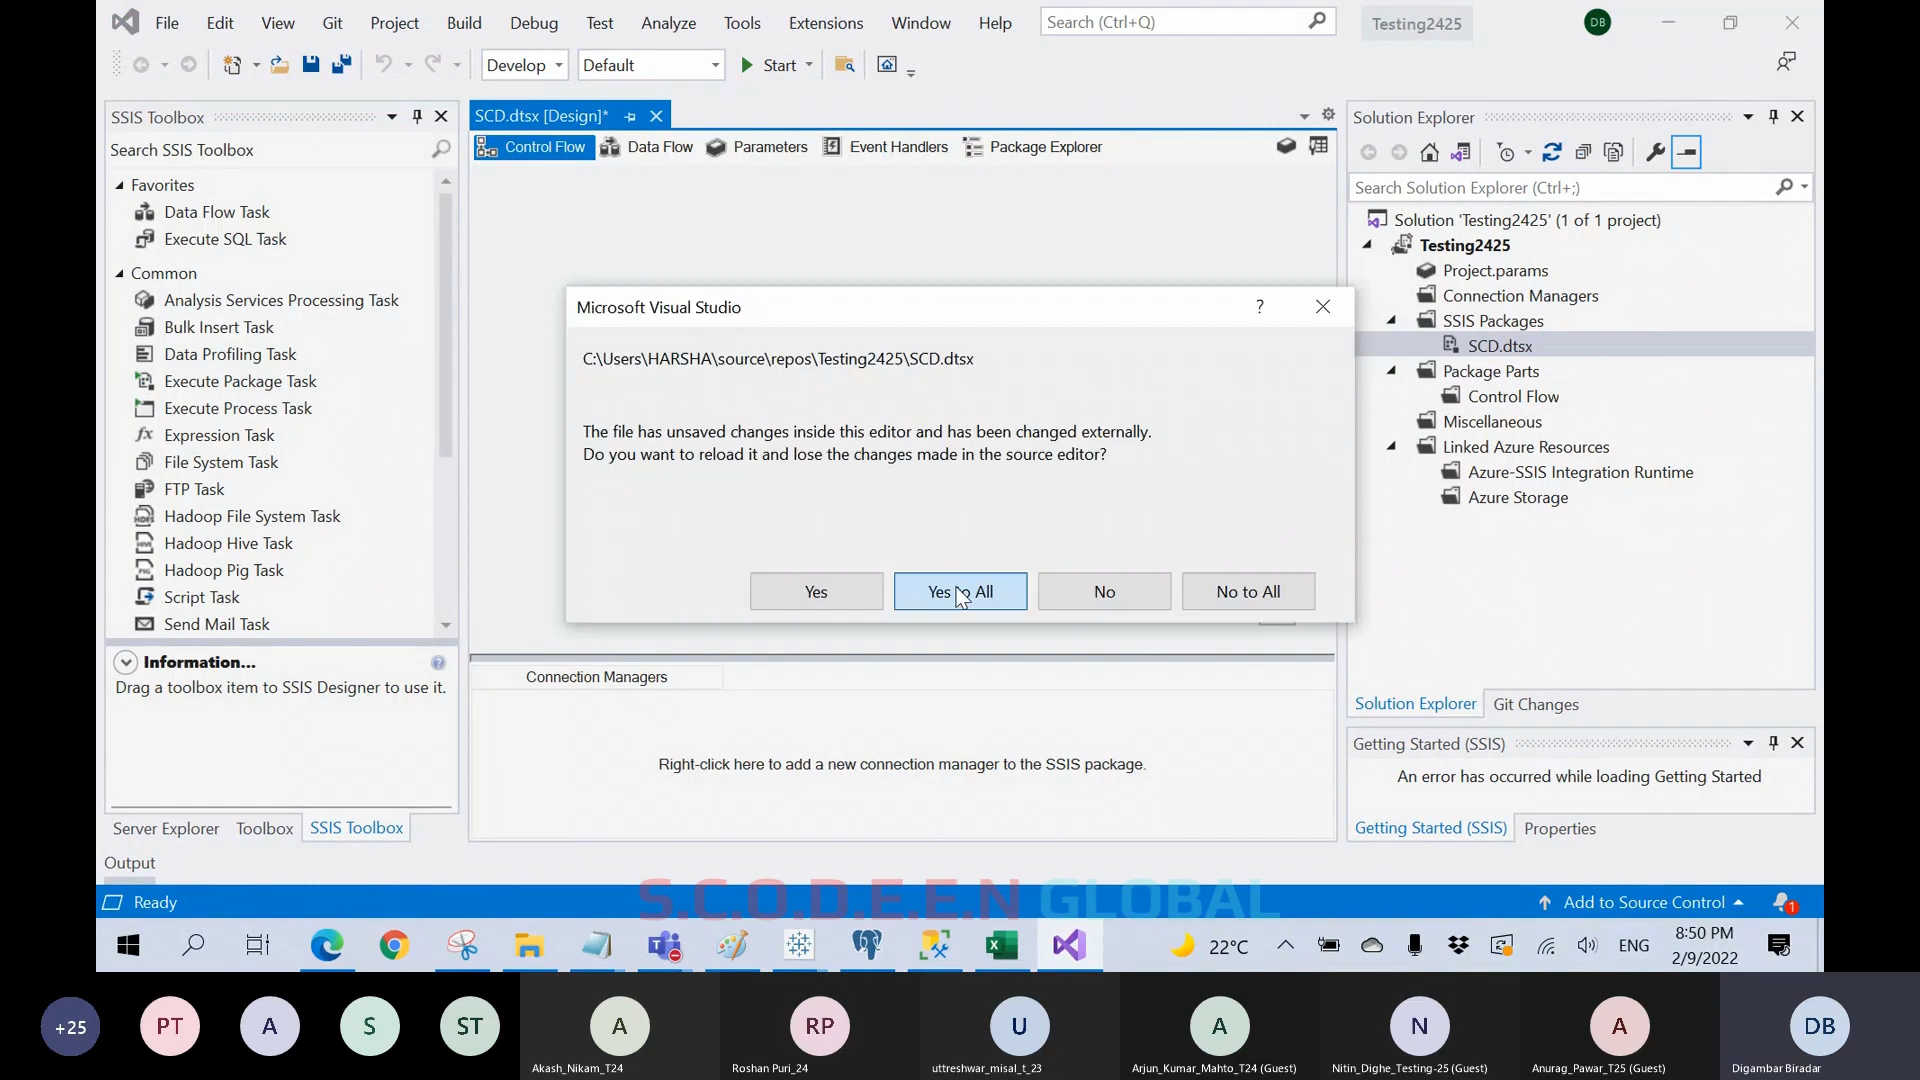 File Edit View Git Project Build Debug Test Analyze Tools Extensions Window Help Search (Ctrl+Q) Testing2425 DB
Develop Default Start
SSIS Toolbox
Search SSIS Toolbox
Favorites
Data Flow Task
Execute SQL Task
Common
Analysis Services Processing Task
Bulk Insert Task
Data Profiling Task
Execute Package Task
Execute Process Task
Expression Task
File System Task
FTP Task
Hadoop File System Task
Hadoop Hive Task
Hadoop Pig Task
Script Task
Send Mail Task
Information...
Drag a toolbox item to SSIS Designer to use it.
Server Explorer Toolbox SSIS Toolbox
Output
SCD.dtsx [Design]*
Control Flow Data Flow Parameters Event Handlers Package Explorer
Microsoft Visual Studio
C:\Users\HARSHA\source\repos\Testing2425\SCD.dtsx
The file has unsaved changes inside this editor and has been changed externally.
Do you want to reload it and lose the changes made in the source editor?
Yes Yes to All No No to All
Connection Managers
Right-click here to add a new connection manager to the SSIS package.
Solution Explorer
Search Solution Explorer (Ctrl+;)
Solution 'Testing2425' (1 of 1 project)
Testing2425
Project.params
Connection Managers
SSIS Packages
SCD.dtsx
Package Parts
Control Flow
Miscellaneous
Linked Azure Resources
Azure-SSIS Integration Runtime
Azure Storage
Solution Explorer Git Changes
Getting Started (SSIS)
An error has occurred while loading Getting Started
Getting Started (SSIS) Properties
Ready Add to Source Control 1
S.C.O.D.E.E.N GLOBAL
22°C ENG 8:50 PM
2/9/2022
+25 PT A S ST A RP U A N A DB
Akash_Nikam_T24 Roshan Puri_24 uttreshwar_misal_t_23 Arjun_Kumar_Mahto_T24 (Guest) Nitin_Dighe_Testing-25 (Guest) Anurag_Pawar_T25 (Guest) Digambar Biradar